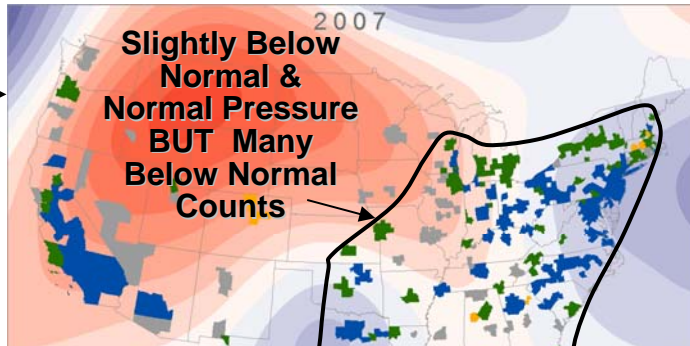 2007
Slightly Below
Normal &
Normal Pressure
BUT Many
Below Normal
Counts